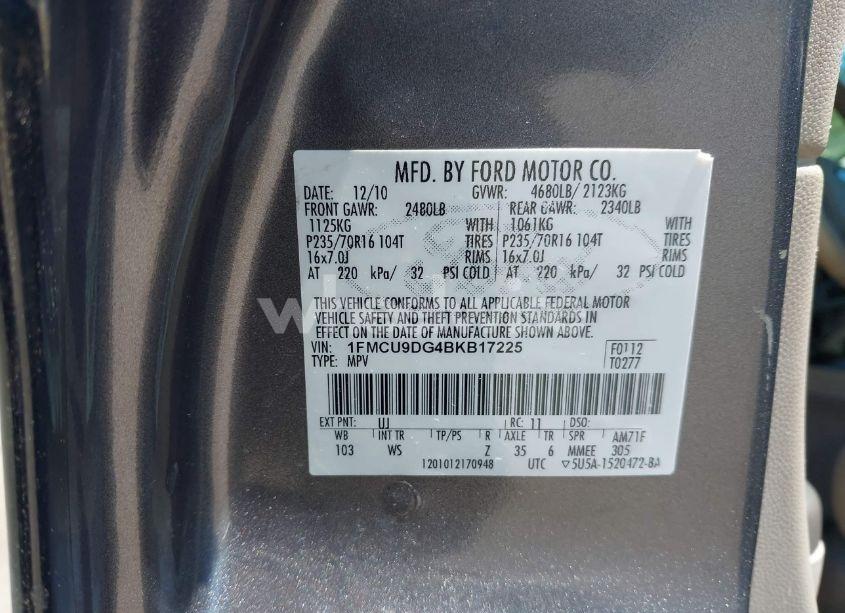 MFD. BY FORD MOTOR CO.
DATE: 12/10 GVWR: 4680LB/ 2123KG
FRONT GAWR: 2480LB REAR GAWR: 2340LB
1125KG WITH 1061KG WITH
P235/70R16 104T TIRES P235/70R16 104T TIRES
16x7.0J RIMS 16x7.0J RIMS
AT 220 kPa/ 32 PSI COLD AT 220 kPa/ 32 PSI COLD
THIS VEHICLE CONFORMS TO ALL APPLICABLE FEDERAL MOTOR
VEHICLE SAFETY AND THEFT PREVENTION STANDARDS IN
EFFECT ON THE DATE OF MANUFACTURE SHOWN ABOVE.
VIN: 1FMCU9DG4BKB17225 F0112
TYPE: MPV T0277
EXT PNT: UJ RC: 11 DSO:
WB INT TR TP/PS R AXLE TR SPR AM71F
103 WS Z 35 6 MMEE 305
1201012170948 UTC ▽5U5A-1520472-BA